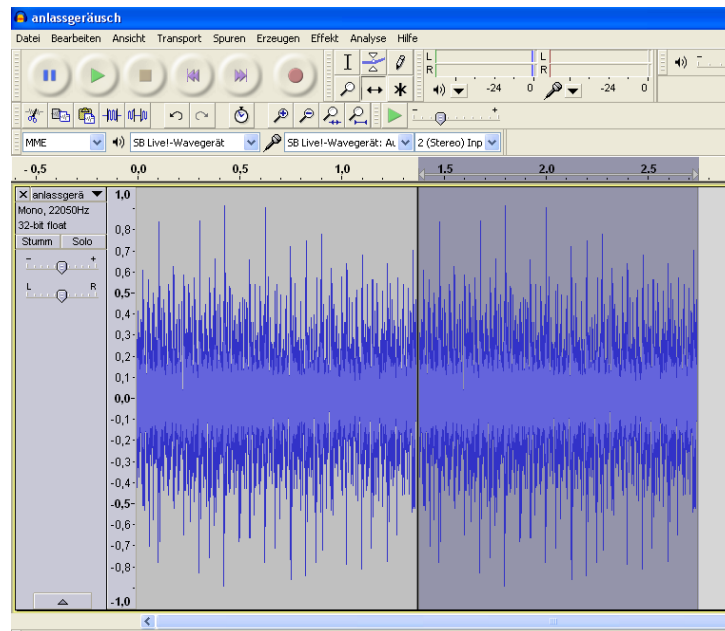 anlassgeräusch
Datei Bearbeiten Ansicht Transport Spuren Erzeugen Effekt Analyse Hilfe
L
R
L
R
-24 0
-24 0
- +
MME
SB Live!-Wavegerät
SB Live!-Wavegerät: Au
2 (Stereo) Inp
- 0,5 0,0 0,5 1,0 1,5 2,0 2,5
anlassgerä
Mono, 22050Hz
32-bit float
Stumm Solo
- +
L R
1,0
0,8
0,7
0,6
0,5
0,4
0,3
0,2
0,1
0,0
-0,1
-0,2
-0,3
-0,4
-0,5
-0,6
-0,7
-0,8
-1,0